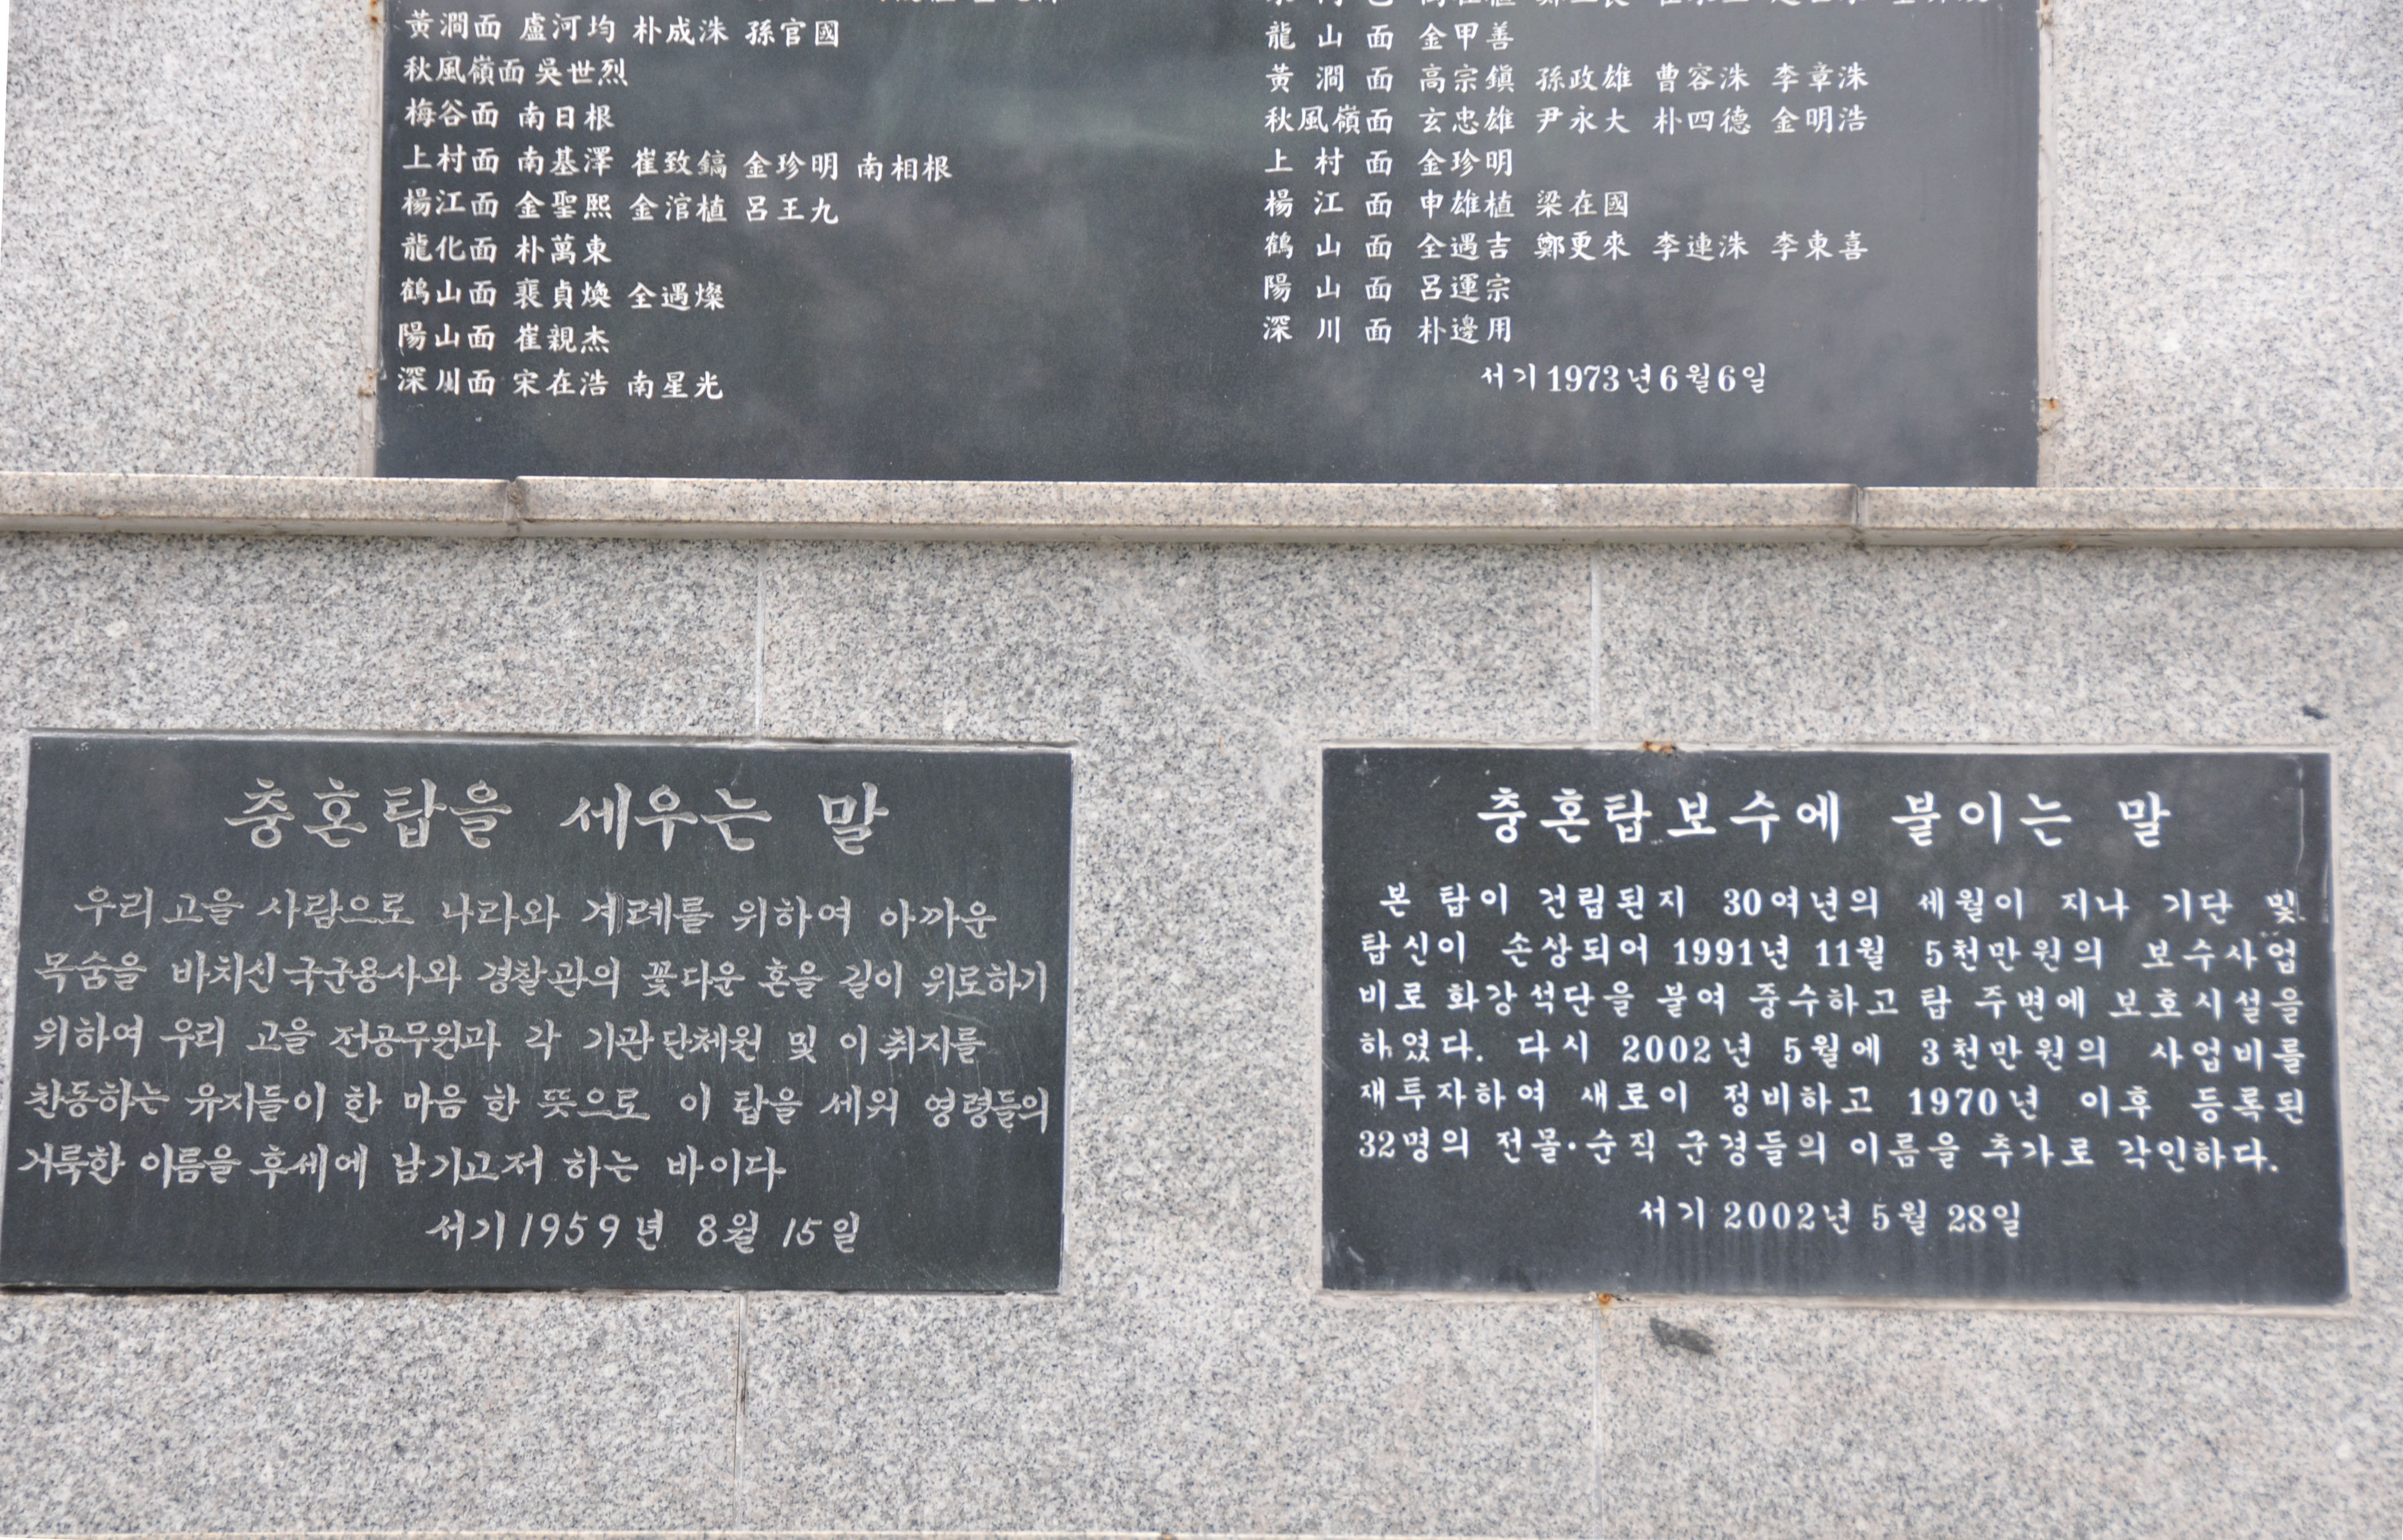 黃澗面 盧河均 朴成洙 孫官國
秋風嶺面 吳世烈
梅谷面 南日根
上村面 南基澤 崔致鎬 金珍明 南相根
楊江面 金聖熙 金涫植 呂王九
龍化面 朴萬東
鶴山面 裵貞煥 全遇燦
陽山面 崔親杰
深川面 宋在浩 南星光
龍山面 金甲善
黃澗面 高宗鎭 孫政雄 曹容洙 李章洙
秋風嶺面 玄忠雄 尹永大 朴四德 金明浩
上村面 金珍明
楊江面 申雄植 梁在國
鶴山面 全遇吉 鄭更來 李連洙 李東喜
陽山面 呂運宗
深川面 朴邊用
서기 1973년 6월 6일
충혼탑을 세우는 말
우리 고을 사람으로 나라와 계레를 위하여 아까운
목숨을 바치신 국군용사와 경찰관의 꽃다운 혼을 길이 위로하기
위하여 우리 고을 전공무원과 각 기관단체원 및 이 취지를
찬동하는 유지들이 한 마음 한 뜻으로 이 탑을 세워 영령들의
거룩한 이름을 후세에 남기고저 하는 바이다
서기 1959년 8월 15일
충혼탑보수에 붙이는 말
본 탑이 건립된지 30여년의 세월이 지나 기단 및
탑신이 손상되어 1991년 11월 5천만원의 보수사업
비로 화강석단을 붙여 중수하고 탑 주변에 보호시설을
하였다. 다시 2002년 5월에 3천만원의 사업비를
재투자하여 새로이 정비하고 1970년 이후 등록된
32명의 전몰·순직 군경들의 이름을 추가로 각인하다.
서기 2002년 5월 28일